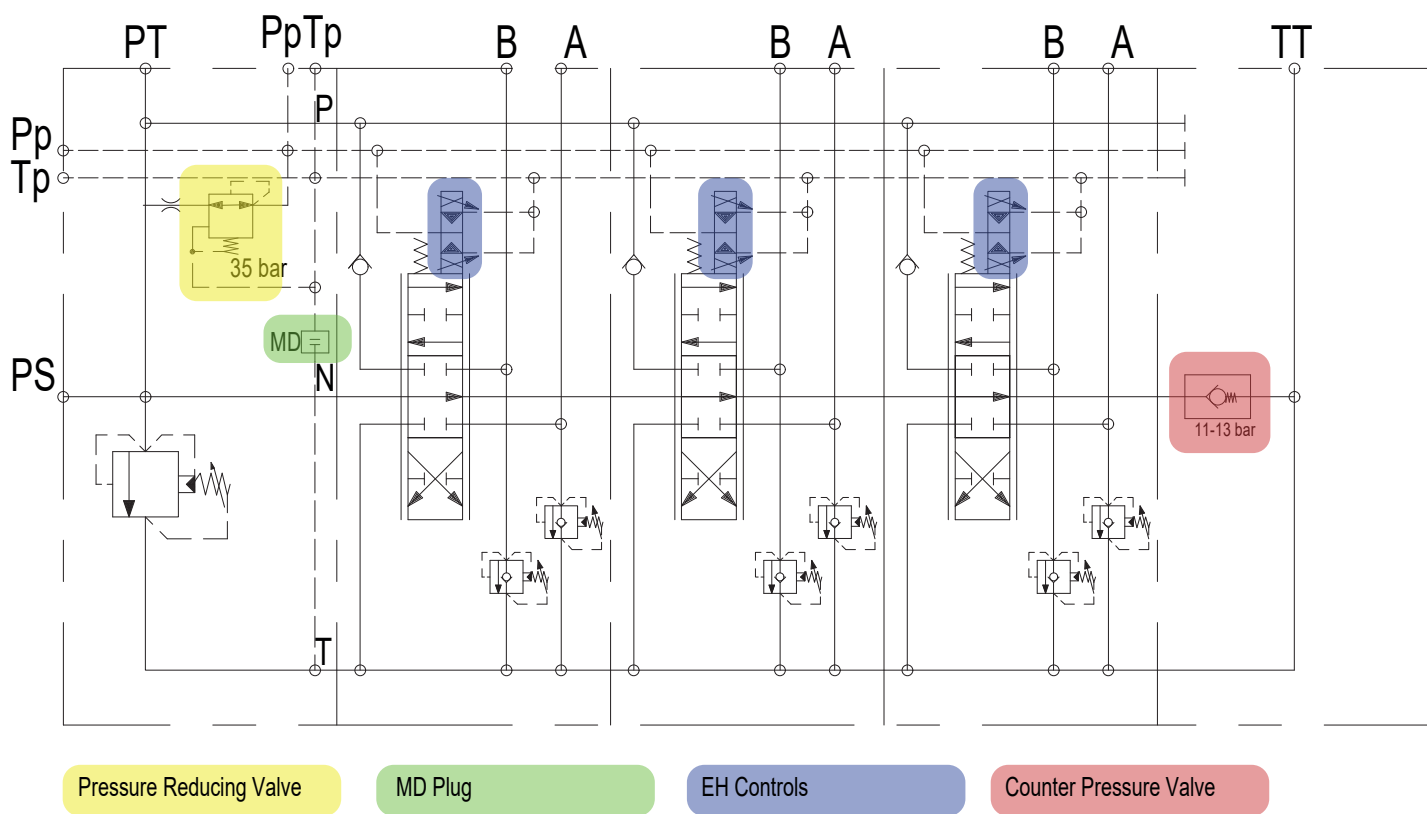 PT PpTp B A B A B A TT
P
Pp
Tp
35 bar
MD
PS N
11-13 bar
T
Pressure Reducing Valve MD Plug EH Controls Counter Pressure Valve